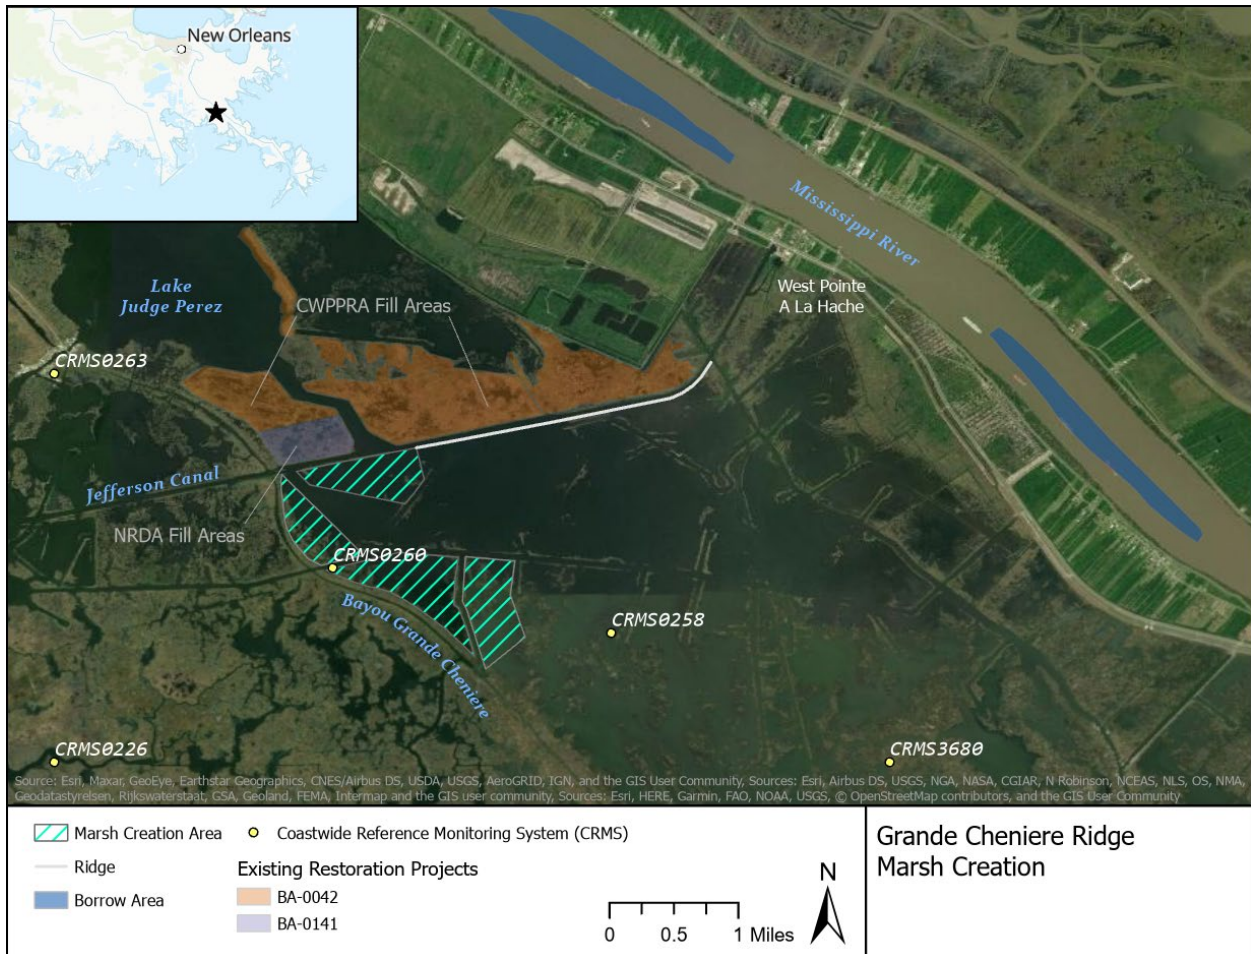 New Orleans
Mississippi River
Lake
Judge Perez
CWPPRA Fill Areas
West Pointe
A La Hache
CRMS0263
Jefferson Canal
NRDA Fill Areas
CRMS0260
Bayou Grande Cheniere
CRMS0258
CRMS0226
CRMS3680
Source: Esri, Maxar, GeoEye, Earthstar Geographics, CNES/Airbus DS, USDA, USGS, AeroGRID, IGN, and the GIS User Community, Sources: Esri, Airbus DS, USGS, NGA, NASA, CGIAR, N Robinson, NCEAS, NLS, OS, NMA,
Geodatastyrelsen, Rijkswaterstaat, GSA, Geoland, FEMA, Intermap and the GIS user community, Sources: Esri, HERE, Garmin, FAO, NOAA, USGS, © OpenStreetMap contributors, and the GIS User Community
Marsh Creation Area
Coastwide Reference Monitoring System (CRMS)
Ridge
Existing Restoration Projects
Borrow Area
BA-0042
BA-0141
0 0.5 1 Miles
N
Grande Cheniere Ridge
Marsh Creation